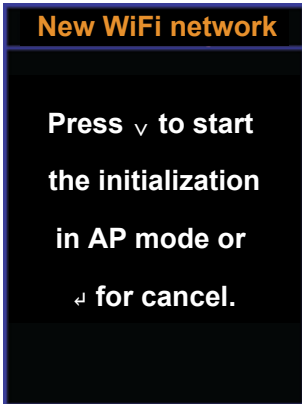 New WiFi network
Press ˅ to start
the initialization
in AP mode or
↲ for cancel.